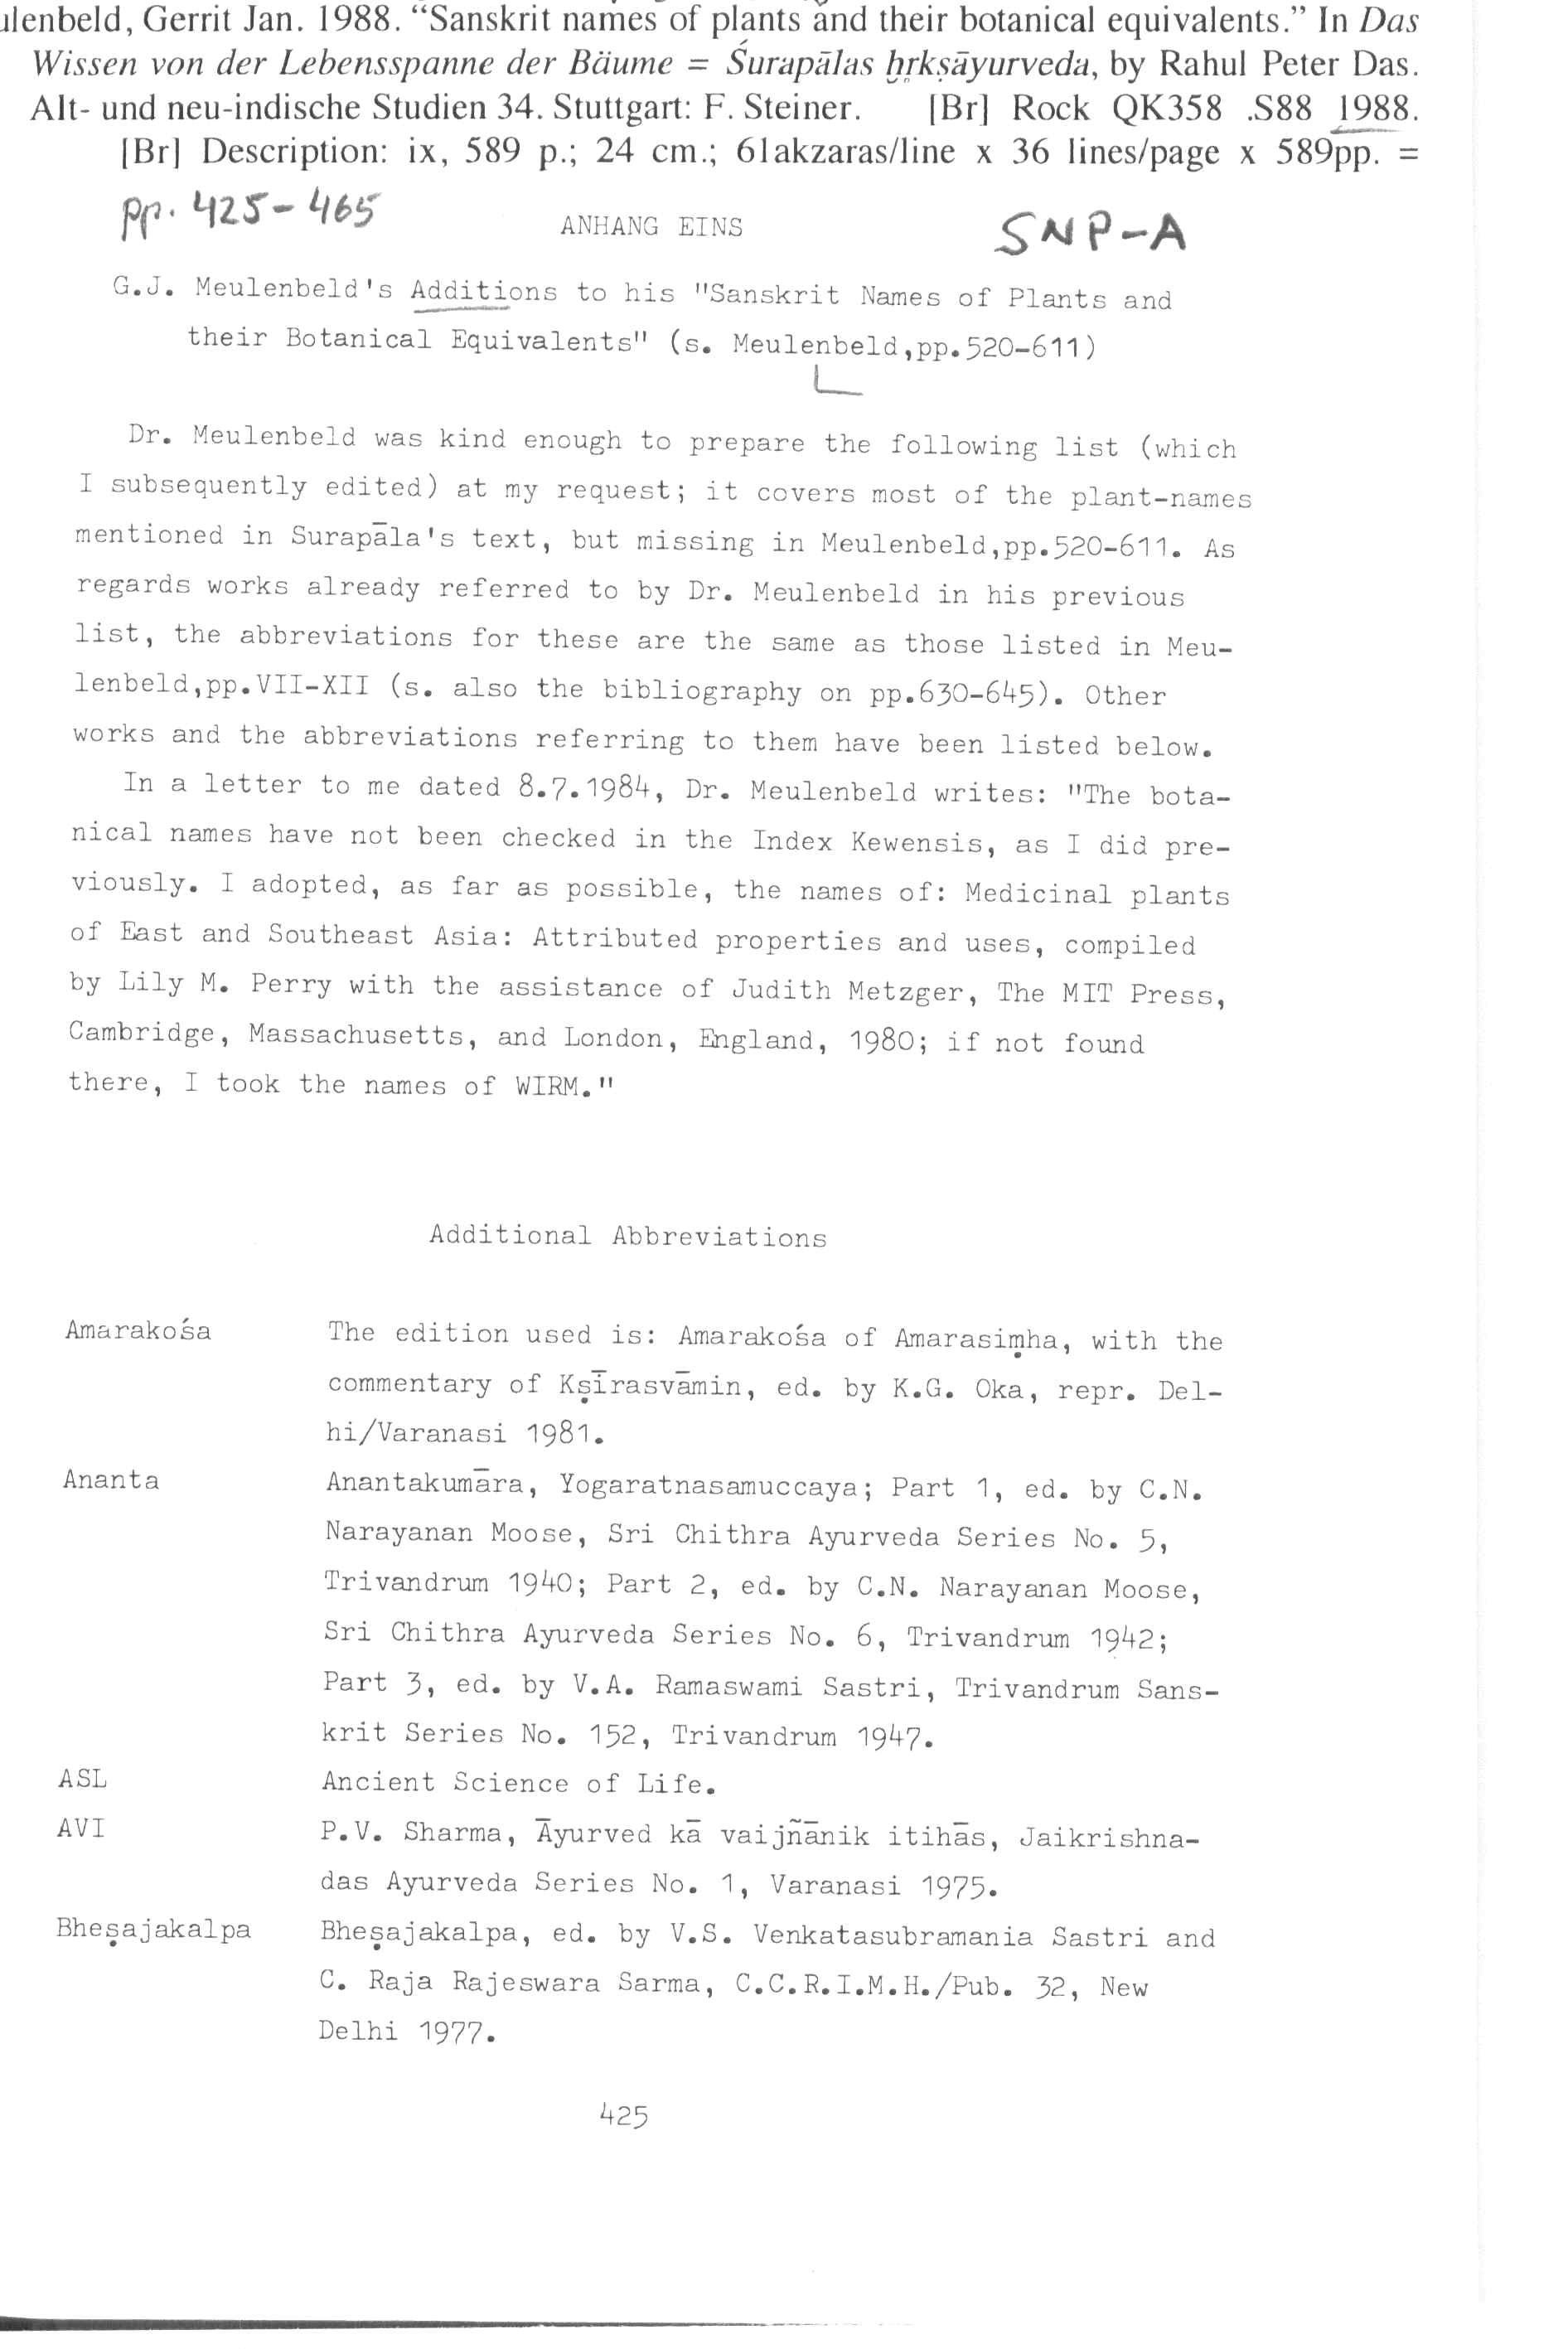 ulenbeld, Gerrit Jan. 1988. “Sanskrit names of plants and their botanical equivalents.” In Das
Wissen von der Lebensspanne der Bäume = Śurapālas h̬r̥kṣāyurveda, by Rahul Peter Das.
Alt- und neu-indische Studien 34. Stuttgart: F. Steiner. [Br] Rock QK358 .S88 1988.
[Br] Description: ix, 589 p.; 24 cm.; 61akzaras/line x 36 lines/page x 589pp. =
pp. 425-465
ANHANG EINS
SNP-A
G.J. Meulenbeld's Additions to his "Sanskrit Names of Plants and
their Botanical Equivalents" (s. Meulenbeld,pp.520-611)
Dr. Meulenbeld was kind enough to prepare the following list (which
I subsequently edited) at my request; it covers most of the plant-names
mentioned in Surapāla's text, but missing in Meulenbeld,pp.520-611. As
regards works already referred to by Dr. Meulenbeld in his previous
list, the abbreviations for these are the same as those listed in Meu-
lenbeld,pp.VII-XII (s. also the bibliography on pp.630-645). Other
works and the abbreviations referring to them have been listed below.
In a letter to me dated 8.7.1984, Dr. Meulenbeld writes: "The bota-
nical names have not been checked in the Index Kewensis, as I did pre-
viously. I adopted, as far as possible, the names of: Medicinal plants
of East and Southeast Asia: Attributed properties and uses, compiled
by Lily M. Perry with the assistance of Judith Metzger, The MIT Press,
Cambridge, Massachusetts, and London, England, 1980; if not found
there, I took the names of WIRM."
Additional Abbreviations
Amarakośa The edition used is: Amarakośa of Amarasiṃha, with the
commentary of Kṣīrasvāmin, ed. by K.G. Oka, repr. Del-
hi/Varanasi 1981.
Ananta Anantakumāra, Yogaratnasamuccaya; Part 1, ed. by C.N.
Narayanan Moose, Sri Chithra Ayurveda Series No. 5,
Trivandrum 1940; Part 2, ed. by C.N. Narayanan Moose,
Sri Chithra Ayurveda Series No. 6, Trivandrum 1942;
Part 3, ed. by V.A. Ramaswami Sastri, Trivandrum Sans-
krit Series No. 152, Trivandrum 1947.
ASL Ancient Science of Life.
AVI P.V. Sharma, Āyurved kā vaijñānik itihās, Jaikrishna-
das Ayurveda Series No. 1, Varanasi 1975.
Bheṣajakalpa Bheṣajakalpa, ed. by V.S. Venkatasubramania Sastri and
C. Raja Rajeswara Sarma, C.C.R.I.M.H./Pub. 32, New
Delhi 1977.
425